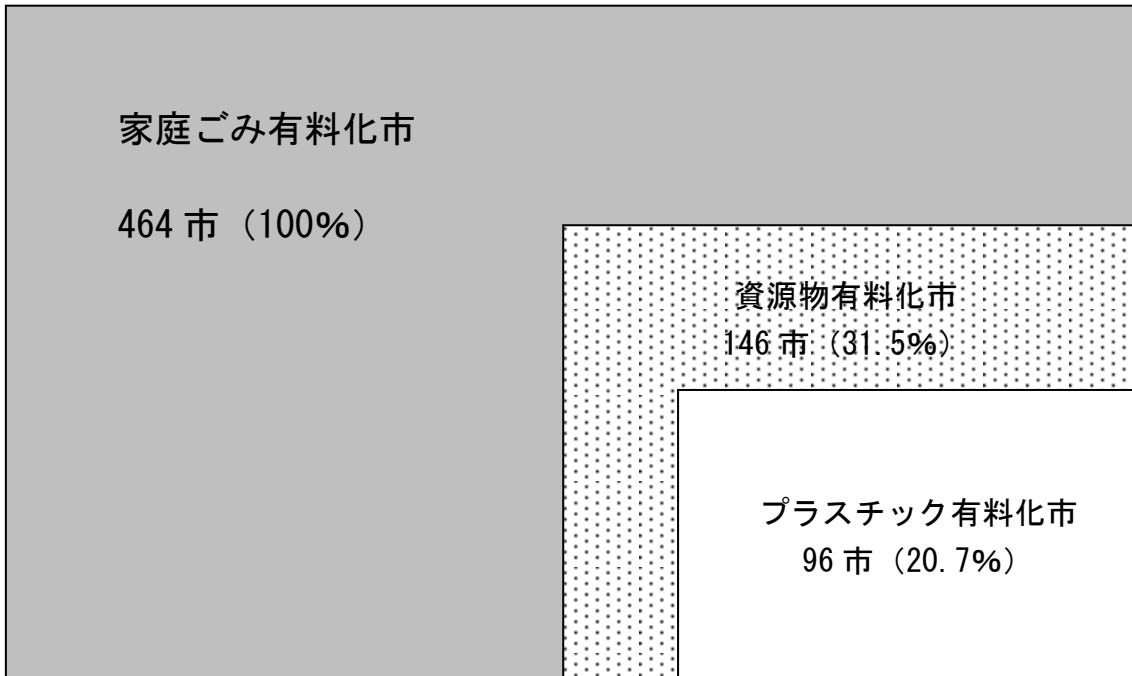 家庭ごみ有料化市
464 市（100%）
資源物有料化市
146 市（31.5%）
プラスチック有料化市
96 市（20.7%）